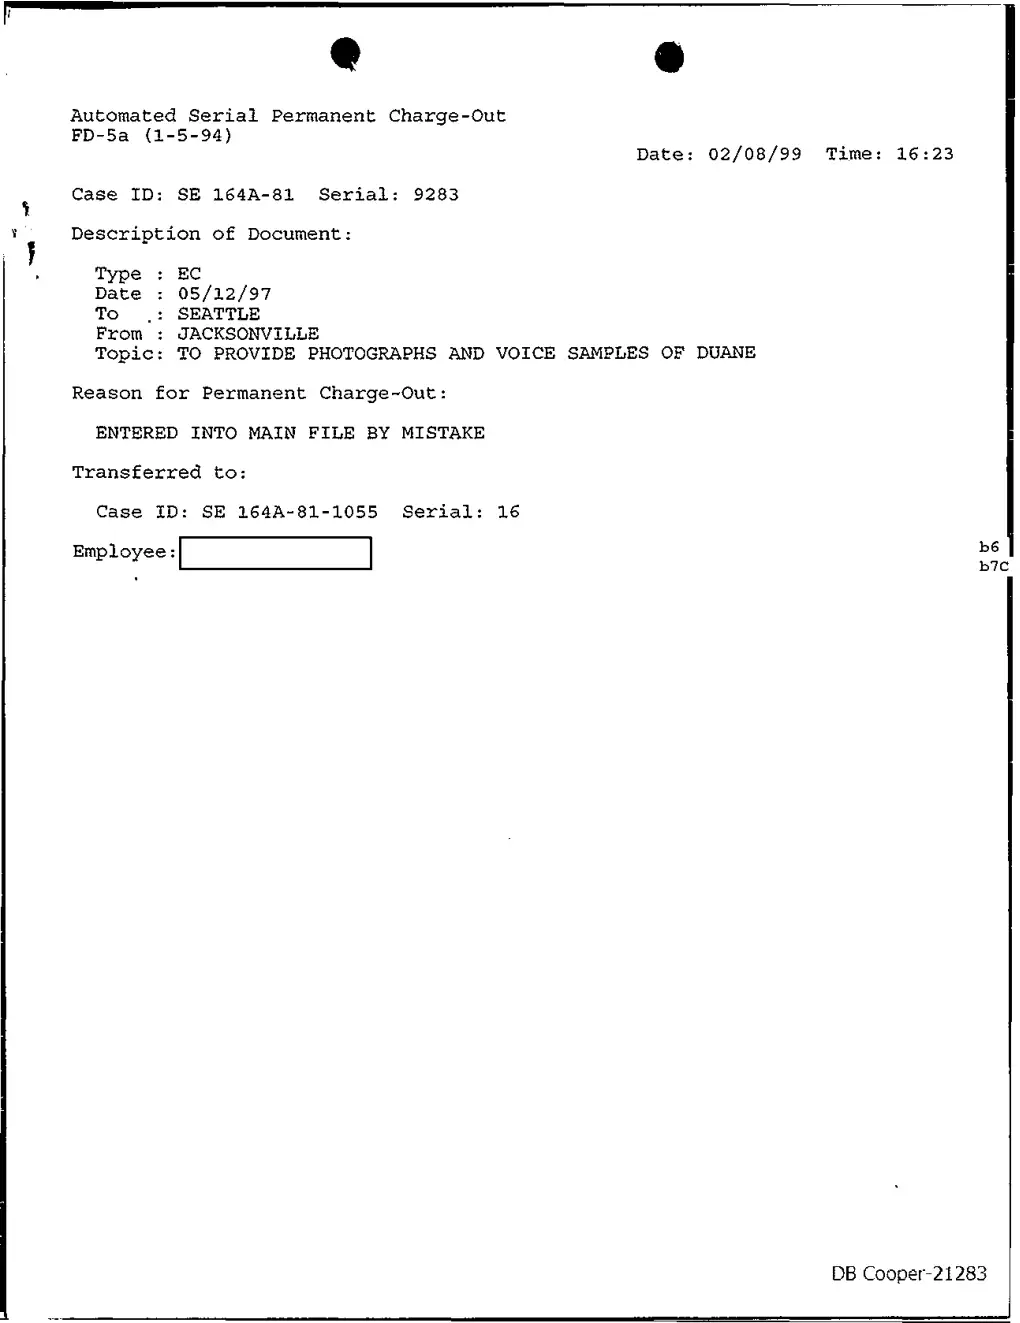 Automated Serial Permanent Charge-Out
FD-5a (1-5-94)
Date: 02/08/99 Time: 16:23
Case ID: SE 164A-81 Serial: 9283
Description of Document:
Type : EC
Date : 05/12/97
To : SEATTLE
From : JACKSONVILLE
Topic: TO PROVIDE PHOTOGRAPHS AND VOICE SAMPLES OF DUANE
Reason for Permanent Charge-Out:
ENTERED INTO MAIN FILE BY MISTAKE
Transferred to:
Case ID: SE 164A-81-1055 Serial: 16
Employee:
b6
b7C
DB Cooper-21283